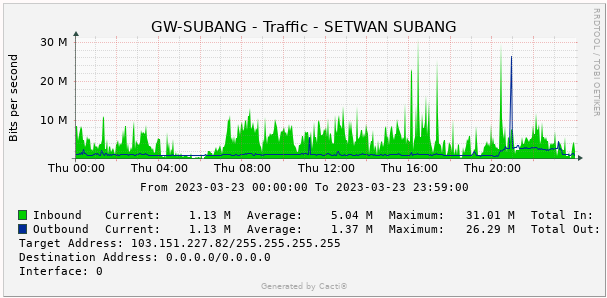 GW-SUBANG - Traffic - SETWAN SUBANG
RRDTOOL / TOBI OETIKER
Bits per second
30 M
20 M
10 M
Thu 00:00 Thu 04:00 Thu 08:00 Thu 12:00 Thu 16:00 Thu 20:00
From 2023-03-23 00:00:00 To 2023-03-23 23:59:00
Inbound Current: 1.13 M Average: 5.04 M Maximum: 31.01 M Total In:
Outbound Current: 1.13 M Average: 1.37 M Maximum: 26.29 M Total Out:
Target Address: 103.151.227.82/255.255.255.255
Destination Address: 0.0.0.0/0.0.0.0
Interface: 0
Generated by Cacti®